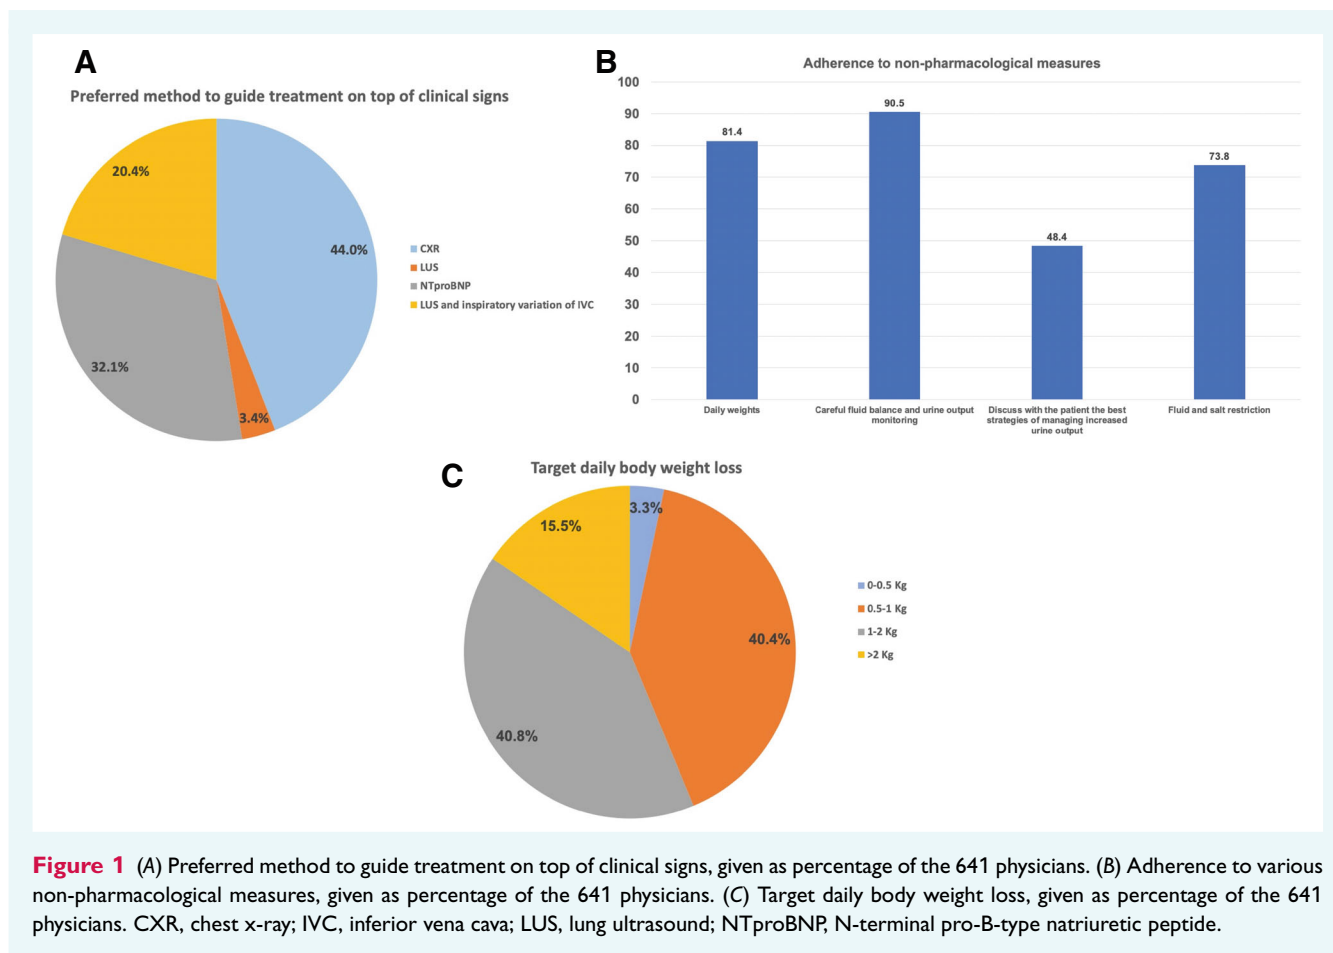 A
Preferred method to guide treatment on top of clinical signs
20.4%
44.0%
32.1%
3.4%
CXR
LUS
NTproBNP
LUS and inspiratory variation of IVC
B
Adherence to non-pharmacological measures
100
90
80
70
60
50
40
30
20
10
0
81.4
90.5
48.4
73.8
Daily weights
Careful fluid balance and urine output
monitoring
Discuss with the patient the best
strategies of managing increased
urine output
Fluid and salt restriction
C
Target daily body weight loss
3.3%
15.5%
40.4%
40.8%
0-0.5 Kg
0.5-1 Kg
1-2 Kg
>2 Kg
Figure 1 (A) Preferred method to guide treatment on top of clinical signs, given as percentage of the 641 physicians. (B) Adherence to various
non-pharmacological measures, given as percentage of the 641 physicians. (C) Target daily body weight loss, given as percentage of the 641
physicians. CXR, chest x-ray; IVC, inferior vena cava; LUS, lung ultrasound; NTproBNP, N-terminal pro-B-type natriuretic peptide.